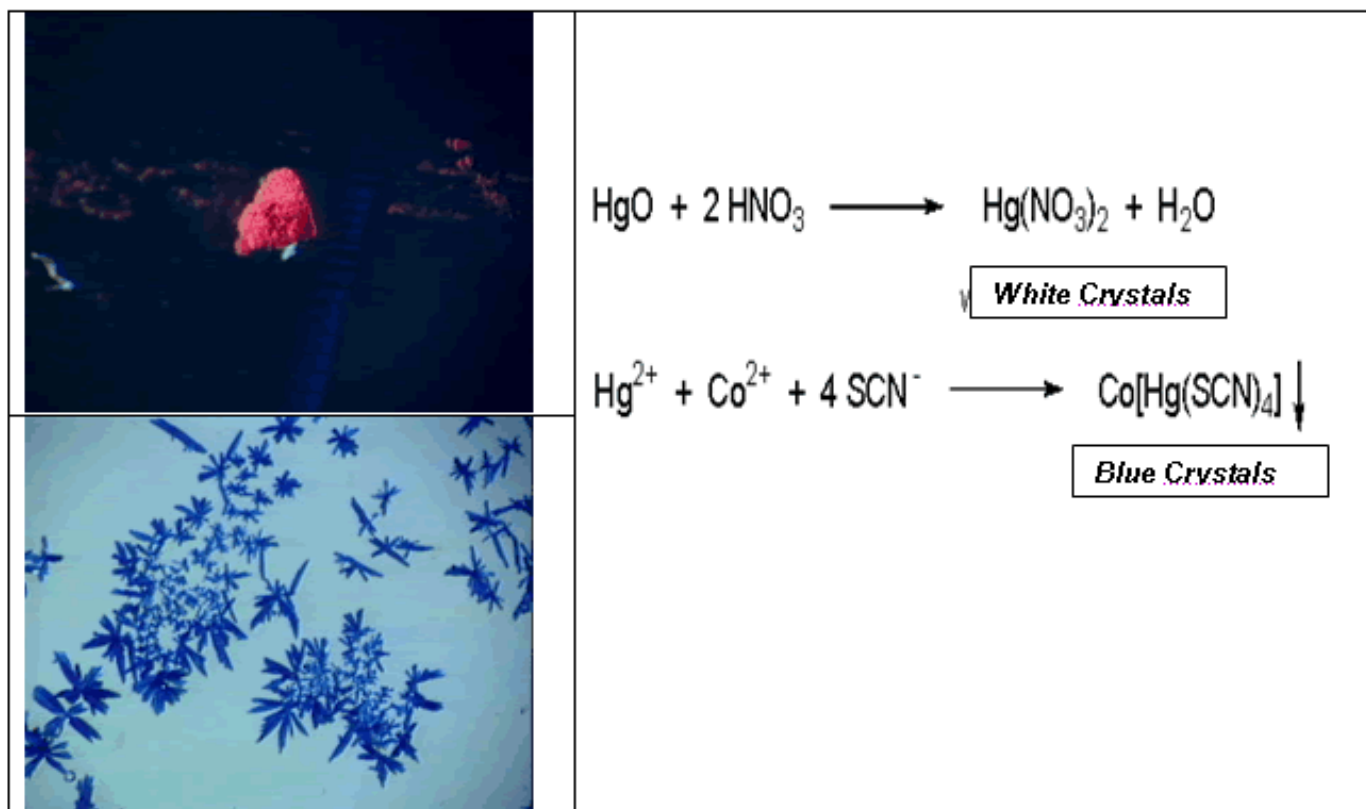 HgO + 2 HNO₃ ⟶ Hg(NO₃)₂ + H₂O
White Crystals
Hg²⁺ + Co²⁺ + 4 SCN⁻ ⟶ Co[Hg(SCN)₄] ↓
Blue Crystals